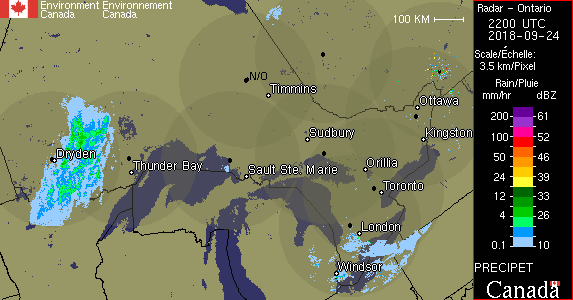 Environment Environnement
Canada Canada
100 KM
N/O
Timmins
Ottawa
Sudbury
Kingston
Dryden
Thunder Bay
Sault Ste. Marie
Orillia
Toronto
London
Windsor
Radar - Ontario
2200 UTC
2018-09-24
Scale/Échelle:
3.5 km/Pixel
Rain/Pluie
mm/hr dBZ
200 61
100 52
50 46
24 39
12 33
4 26
0.1 10
PRECIPET
Canada